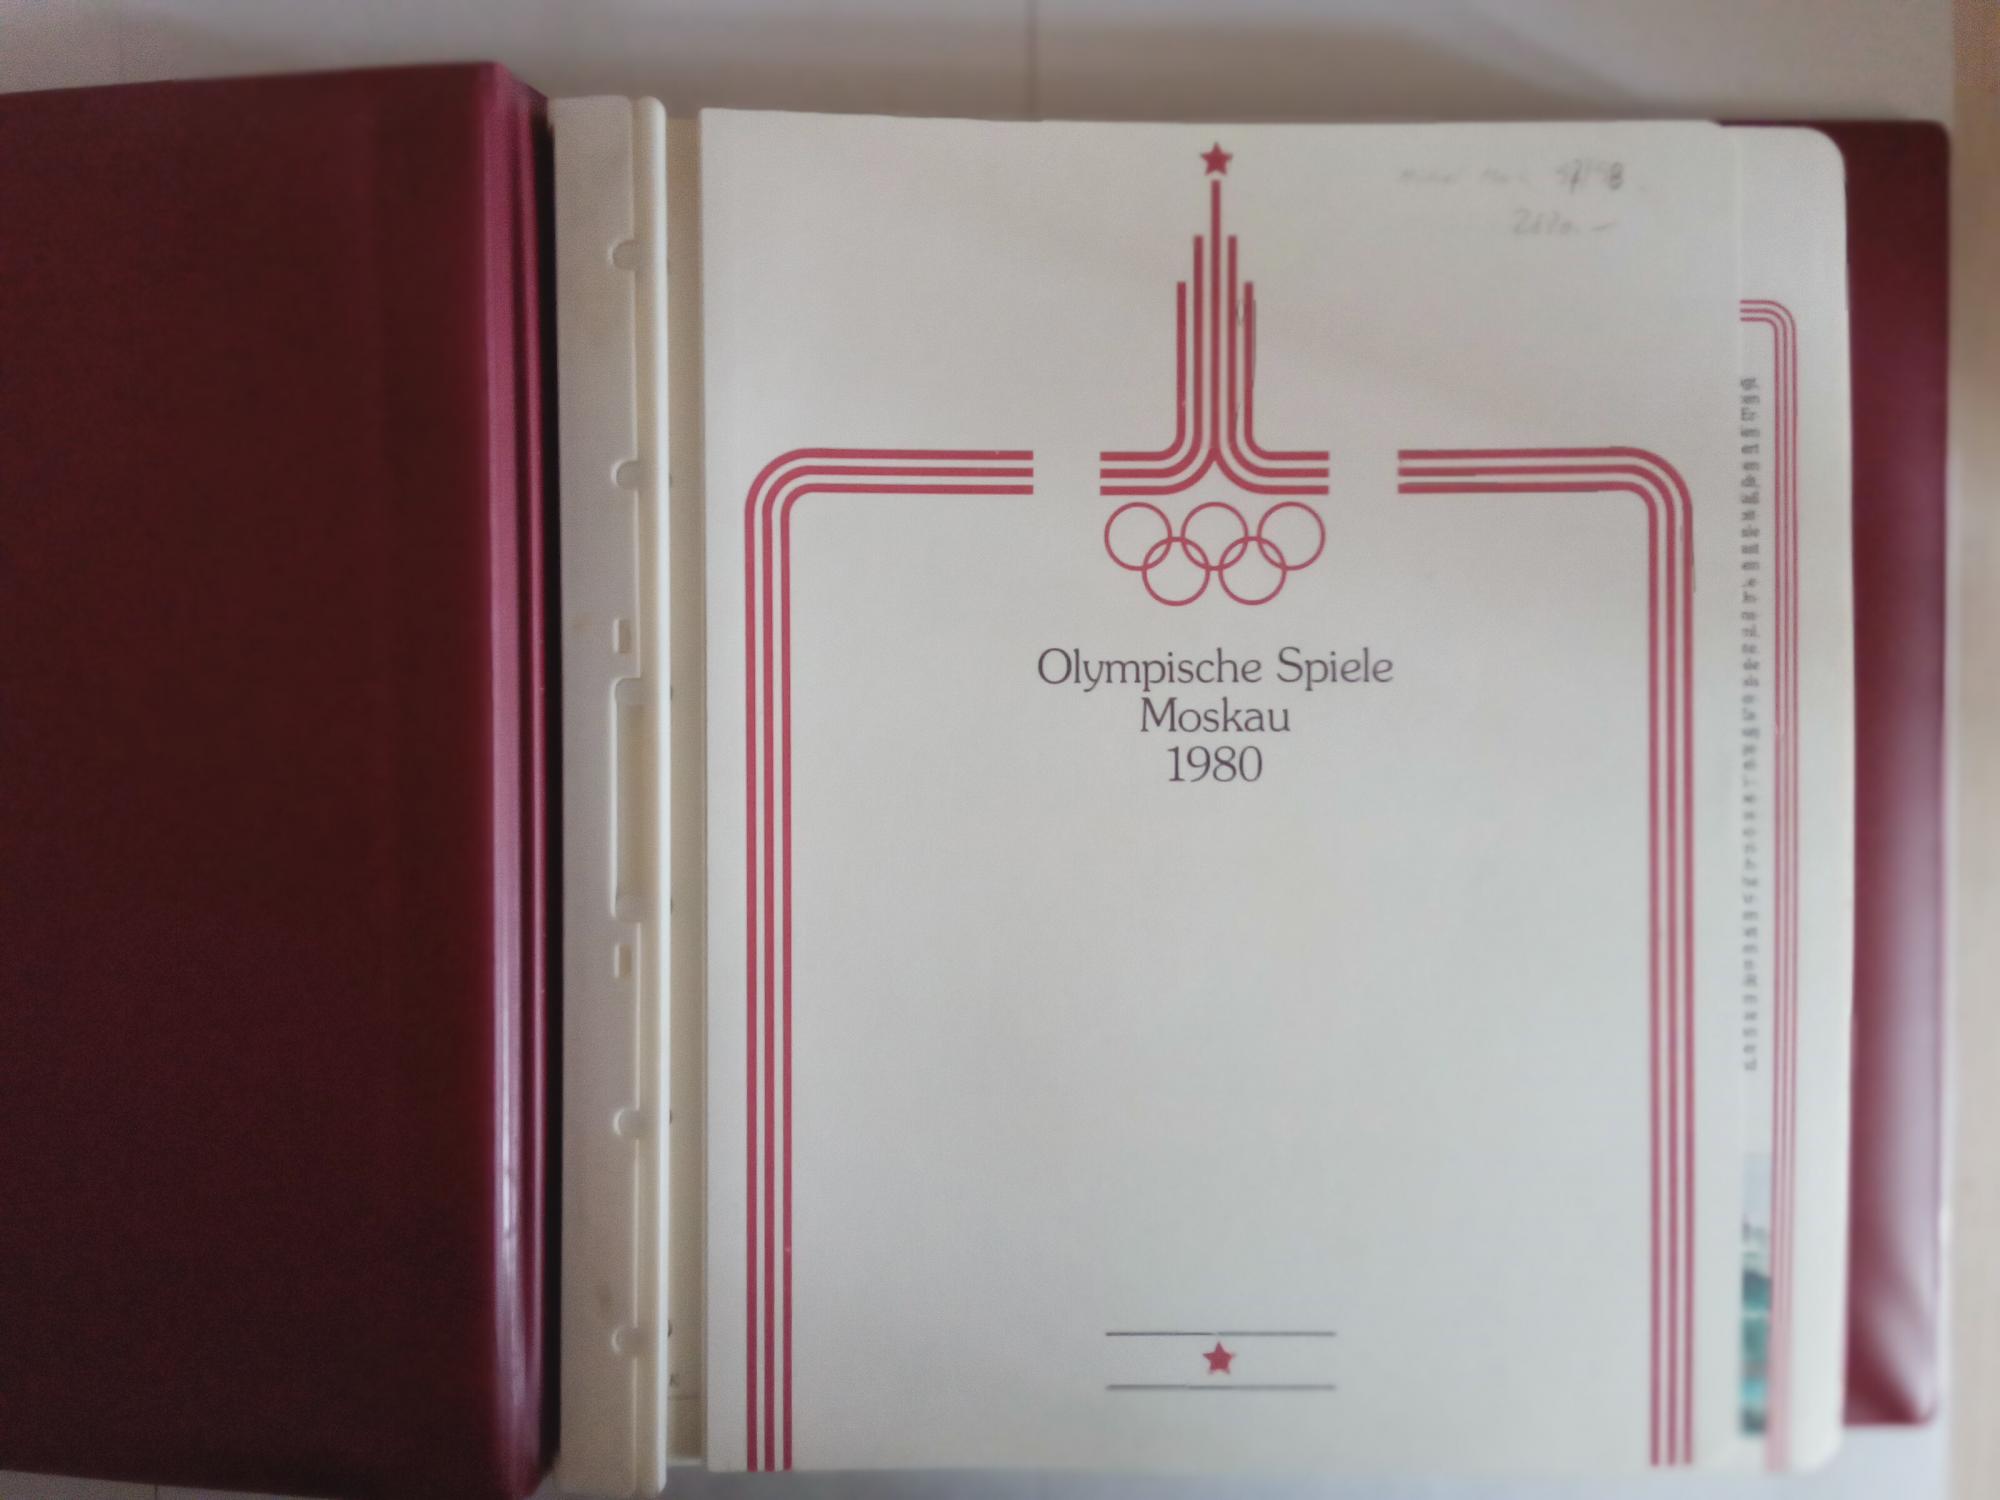 Olympische Spiele
Moskau
1980